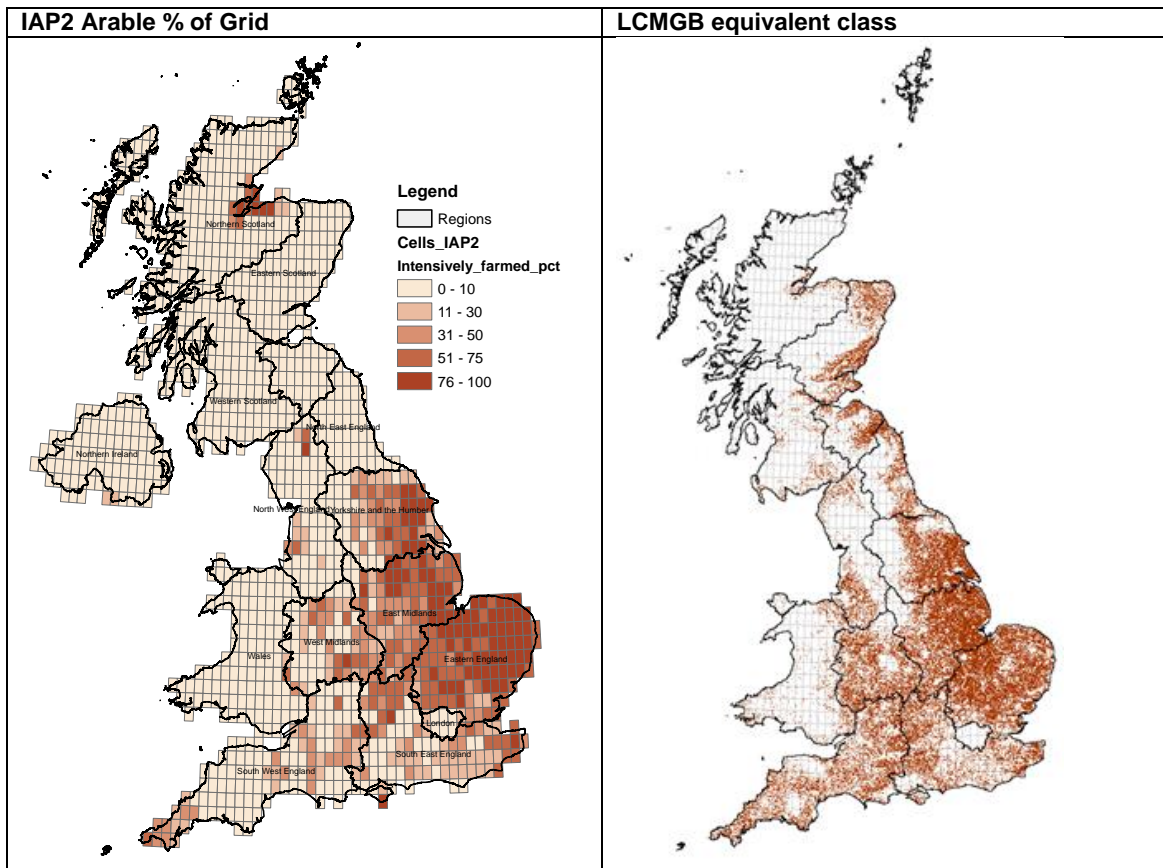 IAP2 Arable % of Grid
LCMGB equivalent class
Legend
Regions
Cells_IAP2
Intensively_farmed_pct
0 - 10
11 - 30
31 - 50
51 - 75
76 - 100
Northern Scotland
Eastern Scotland
Western Scotland
North East England
Northern Ireland
North West England
Yorkshire and the Humber
East Midlands
West Midlands
Wales
Eastern England
London
South East England
South West England